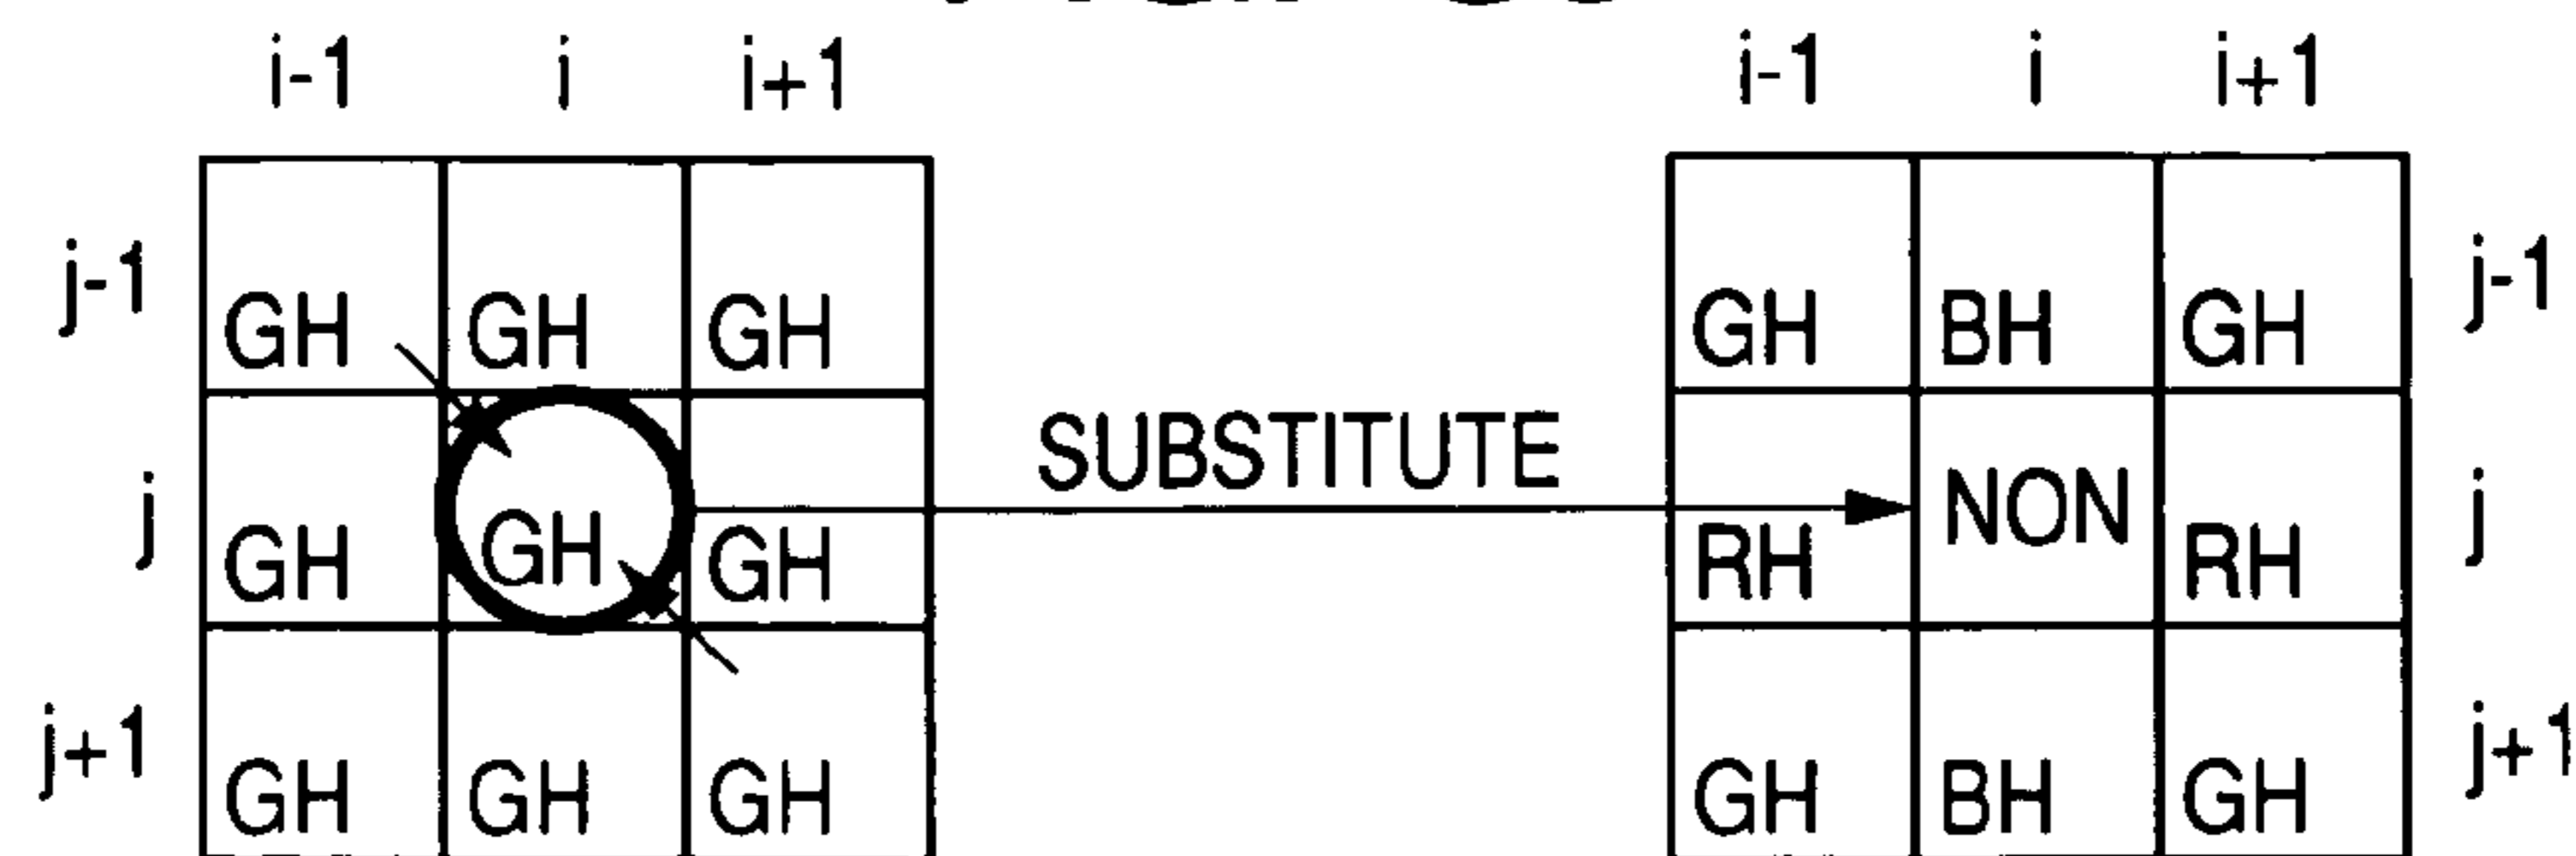 i-1 i i+1 i-1 i i+1
j-1 GH GH GH GH BH GH j-1
SUBSTITUTE
j GH GH GH RH NON RH j
j+1 GH GH GH GH BH GH j+1